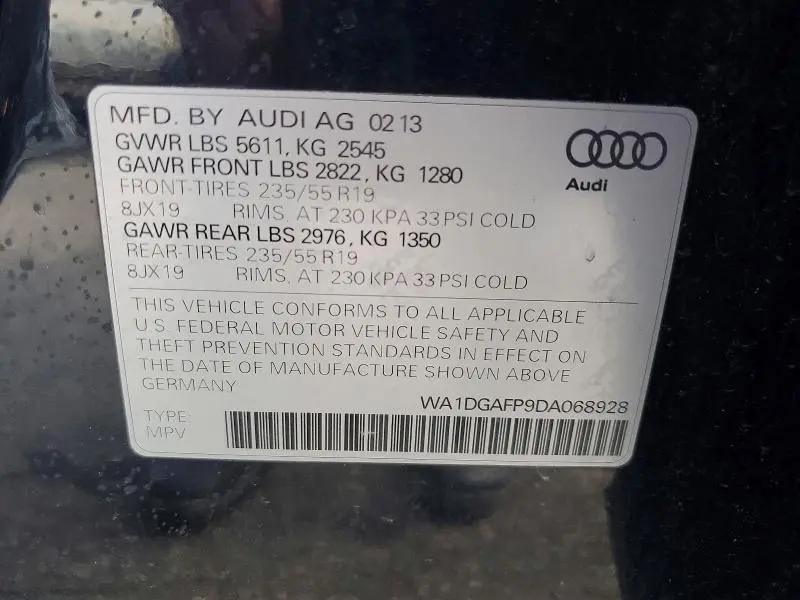 MFD. BY AUDI AG 02 13
GVWR LBS 5611, KG 2545
GAWR FRONT LBS 2822, KG 1280
FRONT-TIRES 235/55 R19
8JX19 RIMS, AT 230 KPA 33 PSI COLD
GAWR REAR LBS 2976, KG 1350
REAR-TIRES 235/55 R19
8JX19 RIMS, AT 230 KPA 33 PSI COLD
Audi
THIS VEHICLE CONFORMS TO ALL APPLICABLE
U.S. FEDERAL MOTOR VEHICLE SAFETY AND
THEFT PREVENTION STANDARDS IN EFFECT ON
THE DATE OF MANUFACTURE SHOWN ABOVE
GERMANY
WA1DGAFP9DA068928
TYPE
MPV